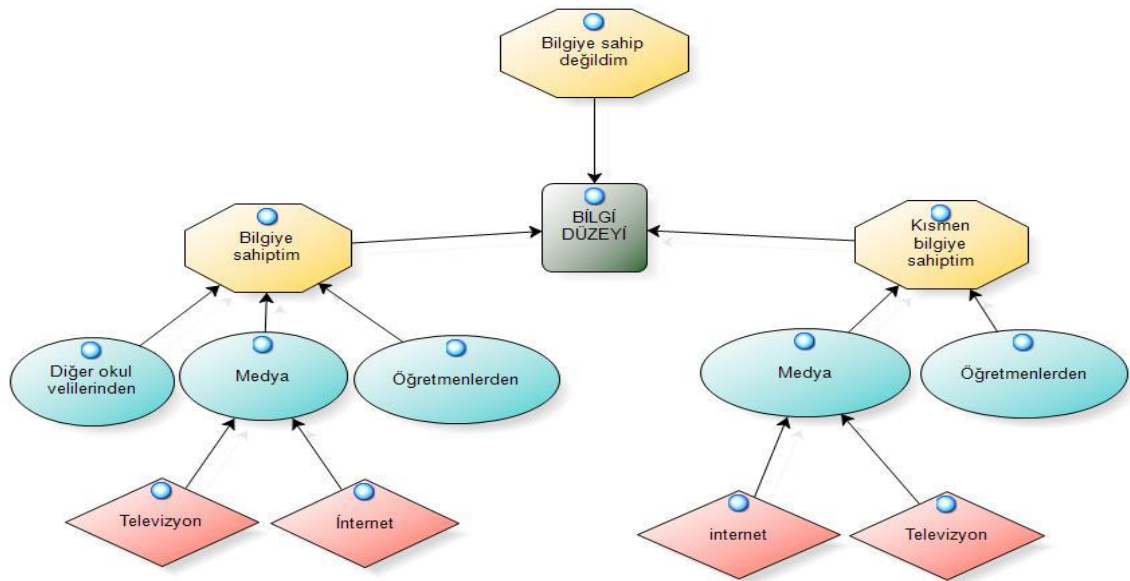 Bilgiye sahip
değildim
BİLGİ
DÜZEYİ
Bilgiye
sahiptim
Kısmen
bilgiye
sahiptim
Diğer okul
velilerinden
Medya
Öğretmenlerden
Medya
Öğretmenlerden
Televizyon
İnternet
internet
Televizyon